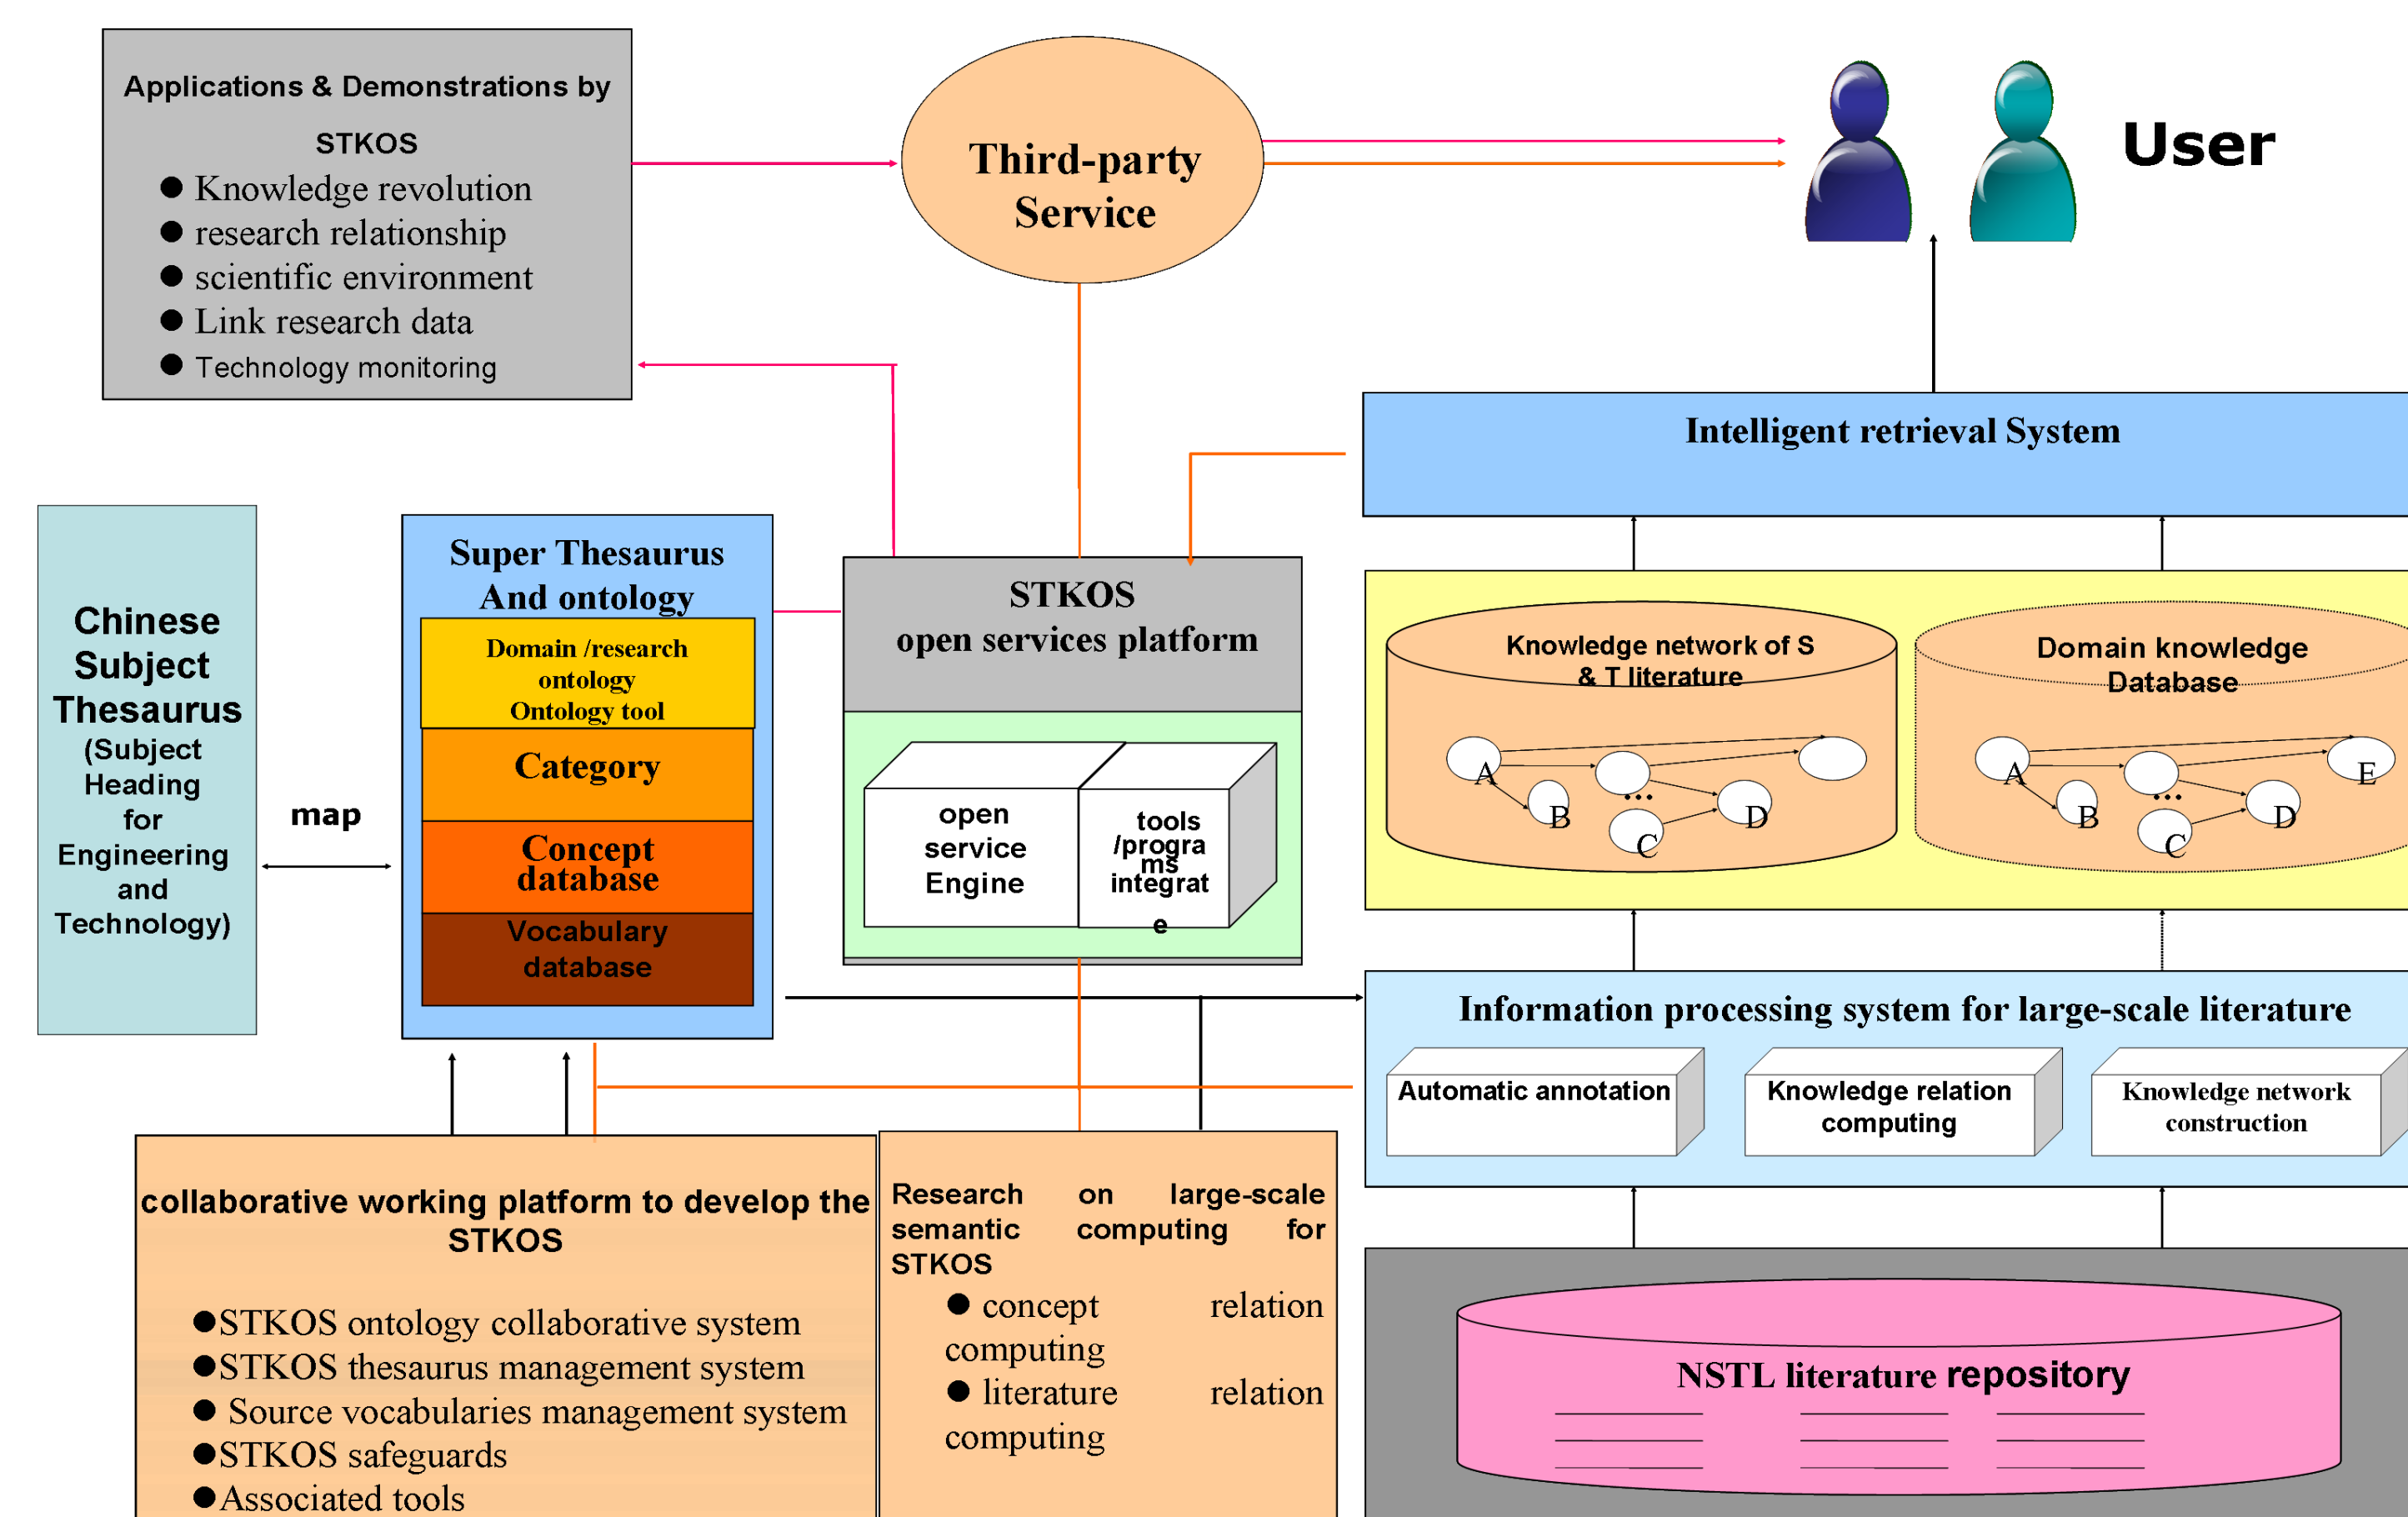 Applications & Demonstrations by
STKOS
● Knowledge revolution
● research relationship
● scientific environment
● Link research data
● Technology monitoring
Third-party
Service
User
Intelligent retrieval System
Chinese
Subject
Thesaurus
(Subject
Heading
for
Engineering
and
Technology)
map
Super Thesaurus
And ontology
Domain /research
ontology
Ontology tool
Category
Concept
database
Vocabulary
database
STKOS
open services platform
open
service
Engine
tools
/progra
ms
integrat
e
Knowledge network of S
& T literature
A
B
...
C
D
Domain knowledge
Database
A
B
...
C
D
E
Information processing system for large-scale literature
Automatic annotation
Knowledge relation
computing
Knowledge network
construction
collaborative working platform to develop the
STKOS
●STKOS ontology collaborative system
●STKOS thesaurus management system
● Source vocabularies management system
●STKOS safeguards
●Associated tools
Research on large-scale
semantic computing for
STKOS
● concept relation
computing
● literature relation
computing
NSTL literature repository